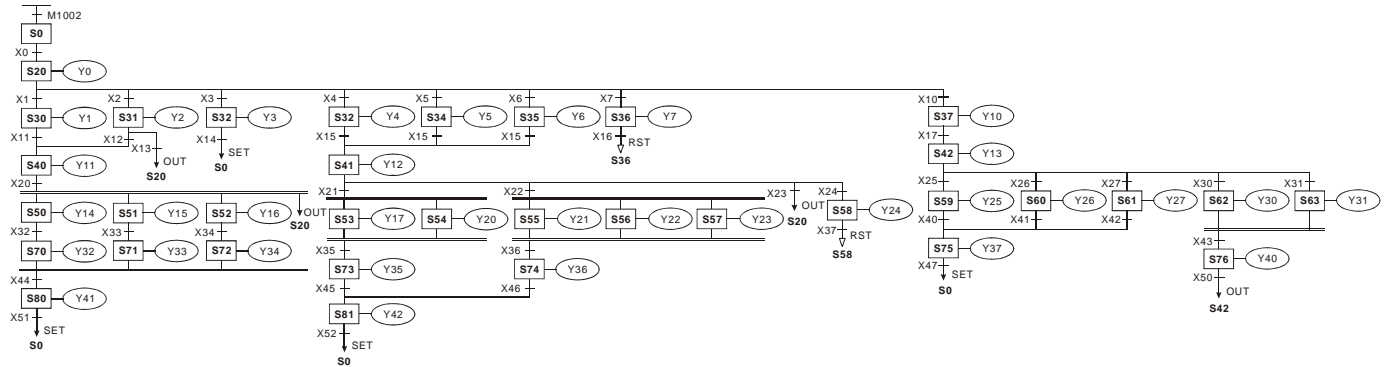 M1002
S0
X0
S20 Y0
X1 X2 X3 X4 X5 X6 X7 X10
S30 Y1 S31 Y2 S32 Y3 S32 Y4 S34 Y5 S35 Y6 S36 Y7 S37 Y10
X11 X12 X13 X14 X15 X15 X15 X16 X17
OUT SET RST
S20 S0 S36
S40 Y11 S41 Y12 S42 Y13
X20 X21 X22 X23 X24 X25 X26 X27 X30 X31
S50 Y14 S51 Y15 S52 Y16 OUT S53 Y17 S54 Y20 S55 Y21 S56 Y22 S57 Y23 OUT S58 Y24 S59 Y25 S60 Y26 S61 Y27 S62 Y30 S63 Y31
S20 S20
X32 X33 X34 X37 RST X40 X41 X42
S58
S70 Y32 S71 Y33 S72 Y34 X35 X36 S75 Y37 X43
S73 Y35 S74 Y36 S76 Y40
X44 X45 X46 X47 SET X50 OUT
S0 S42
S80 Y41 S81 Y42
X51 SET X52 SET
S0 S0